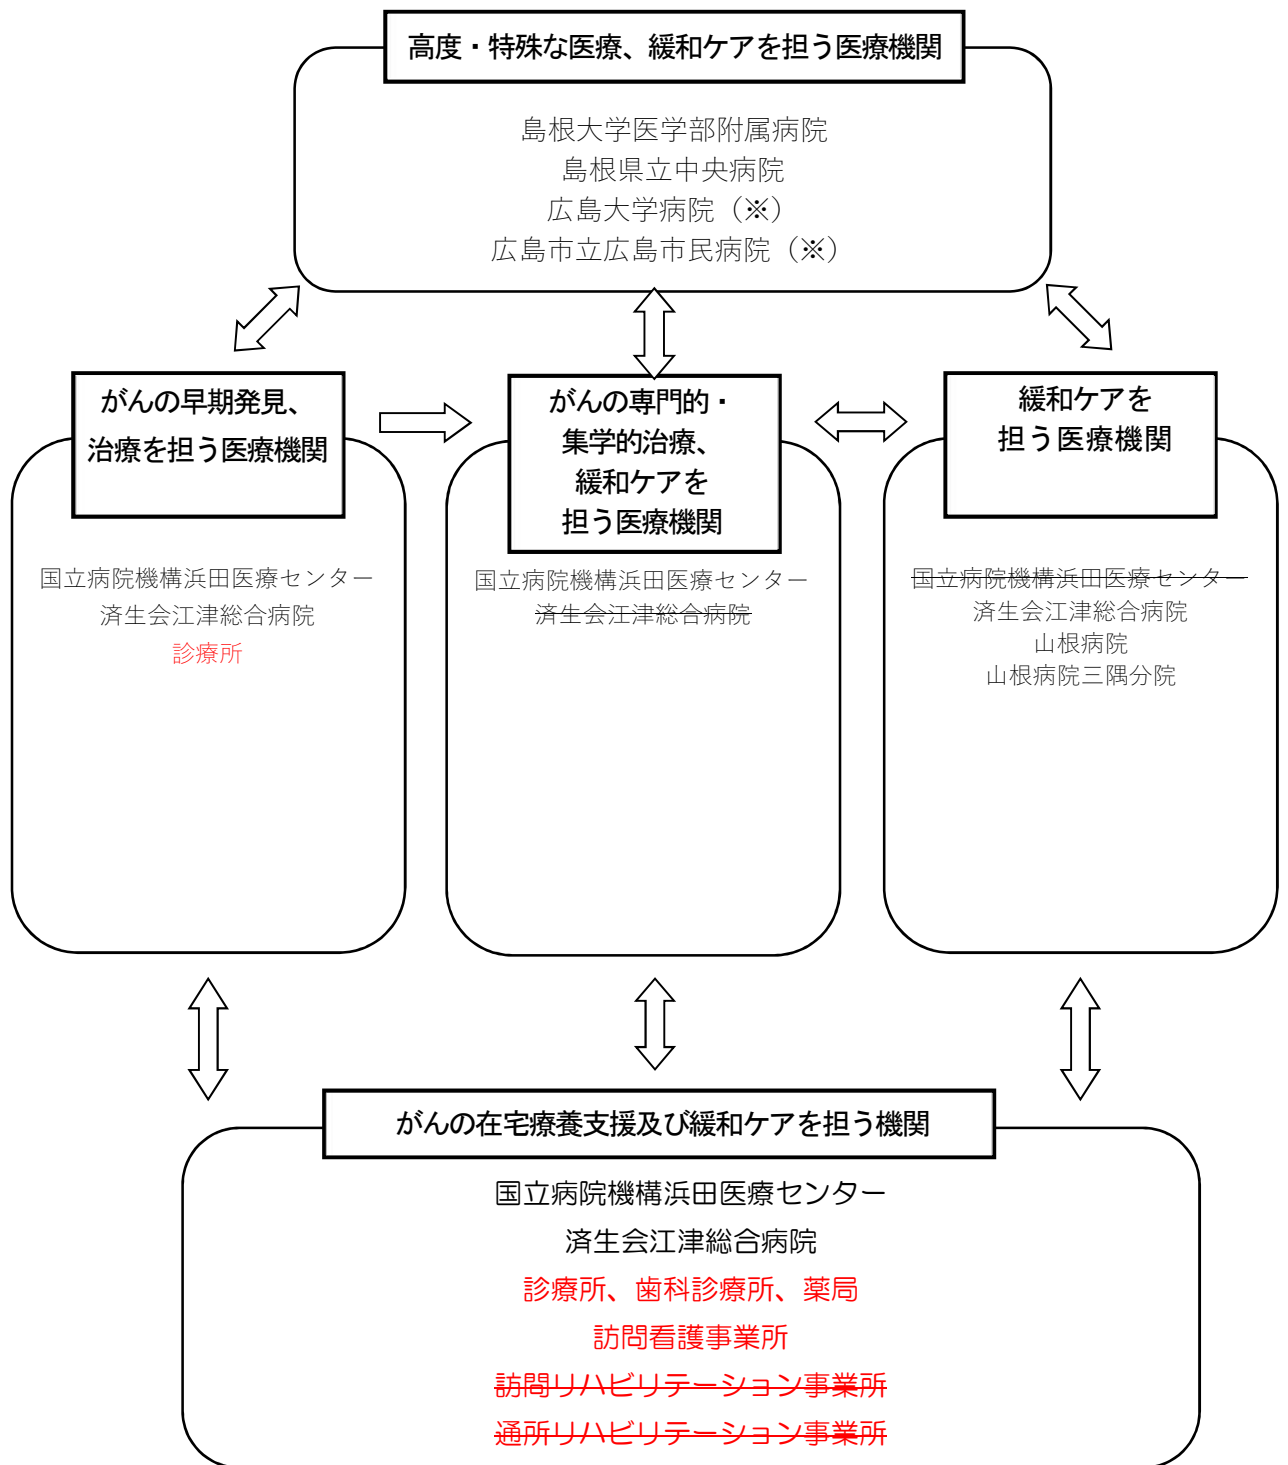 高度・特殊な医療、緩和ケアを担う医療機関
島根大学医学部附属病院
島根県立中央病院
広島大学病院（※）
広島市立広島市民病院（※）
がんの早期発見、
治療を担う医療機関
国立病院機構浜田医療センター
済生会江津総合病院
診療所
がんの専門的・
集学的治療、
緩和ケアを
担う医療機関
国立病院機構浜田医療センター
済生会江津総合病院
緩和ケアを
担う医療機関
国立病院機構浜田医療センター
済生会江津総合病院
山根病院
山根病院三隅分院
がんの在宅療養支援及び緩和ケアを担う機関
国立病院機構浜田医療センター
済生会江津総合病院
診療所、歯科診療所、薬局
訪問看護事業所
訪問リハビリテーション事業所
通所リハビリテーション事業所